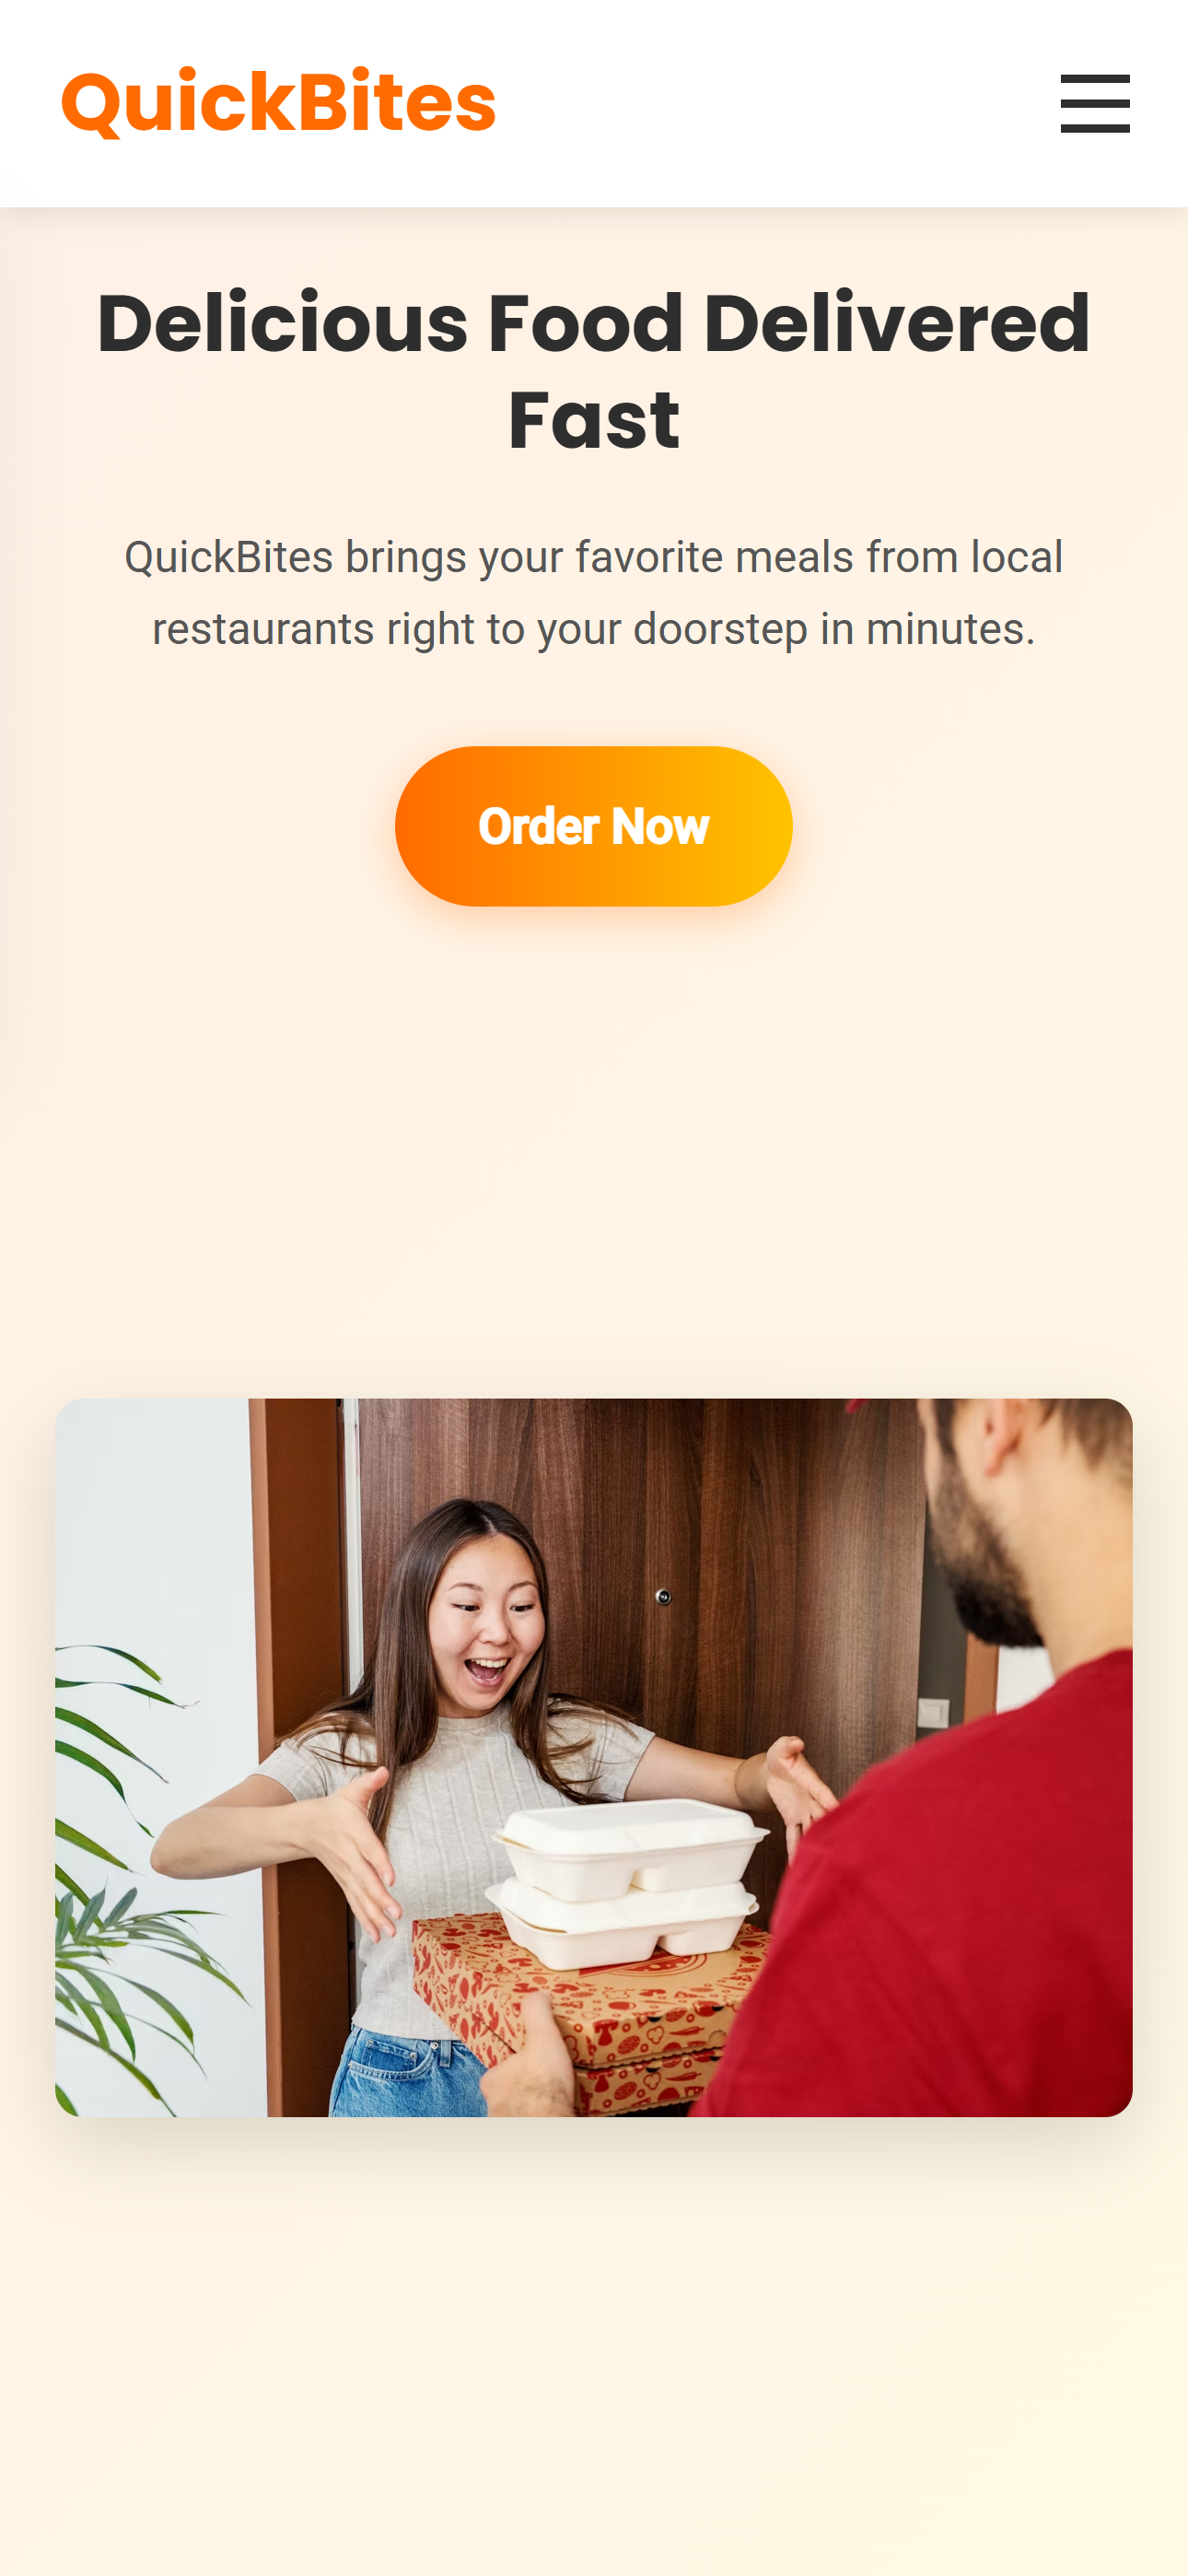 QuickBites
Delicious Food Delivered
Fast
QuickBites brings your favorite meals from local
restaurants right to your doorstep in minutes.
Order Now